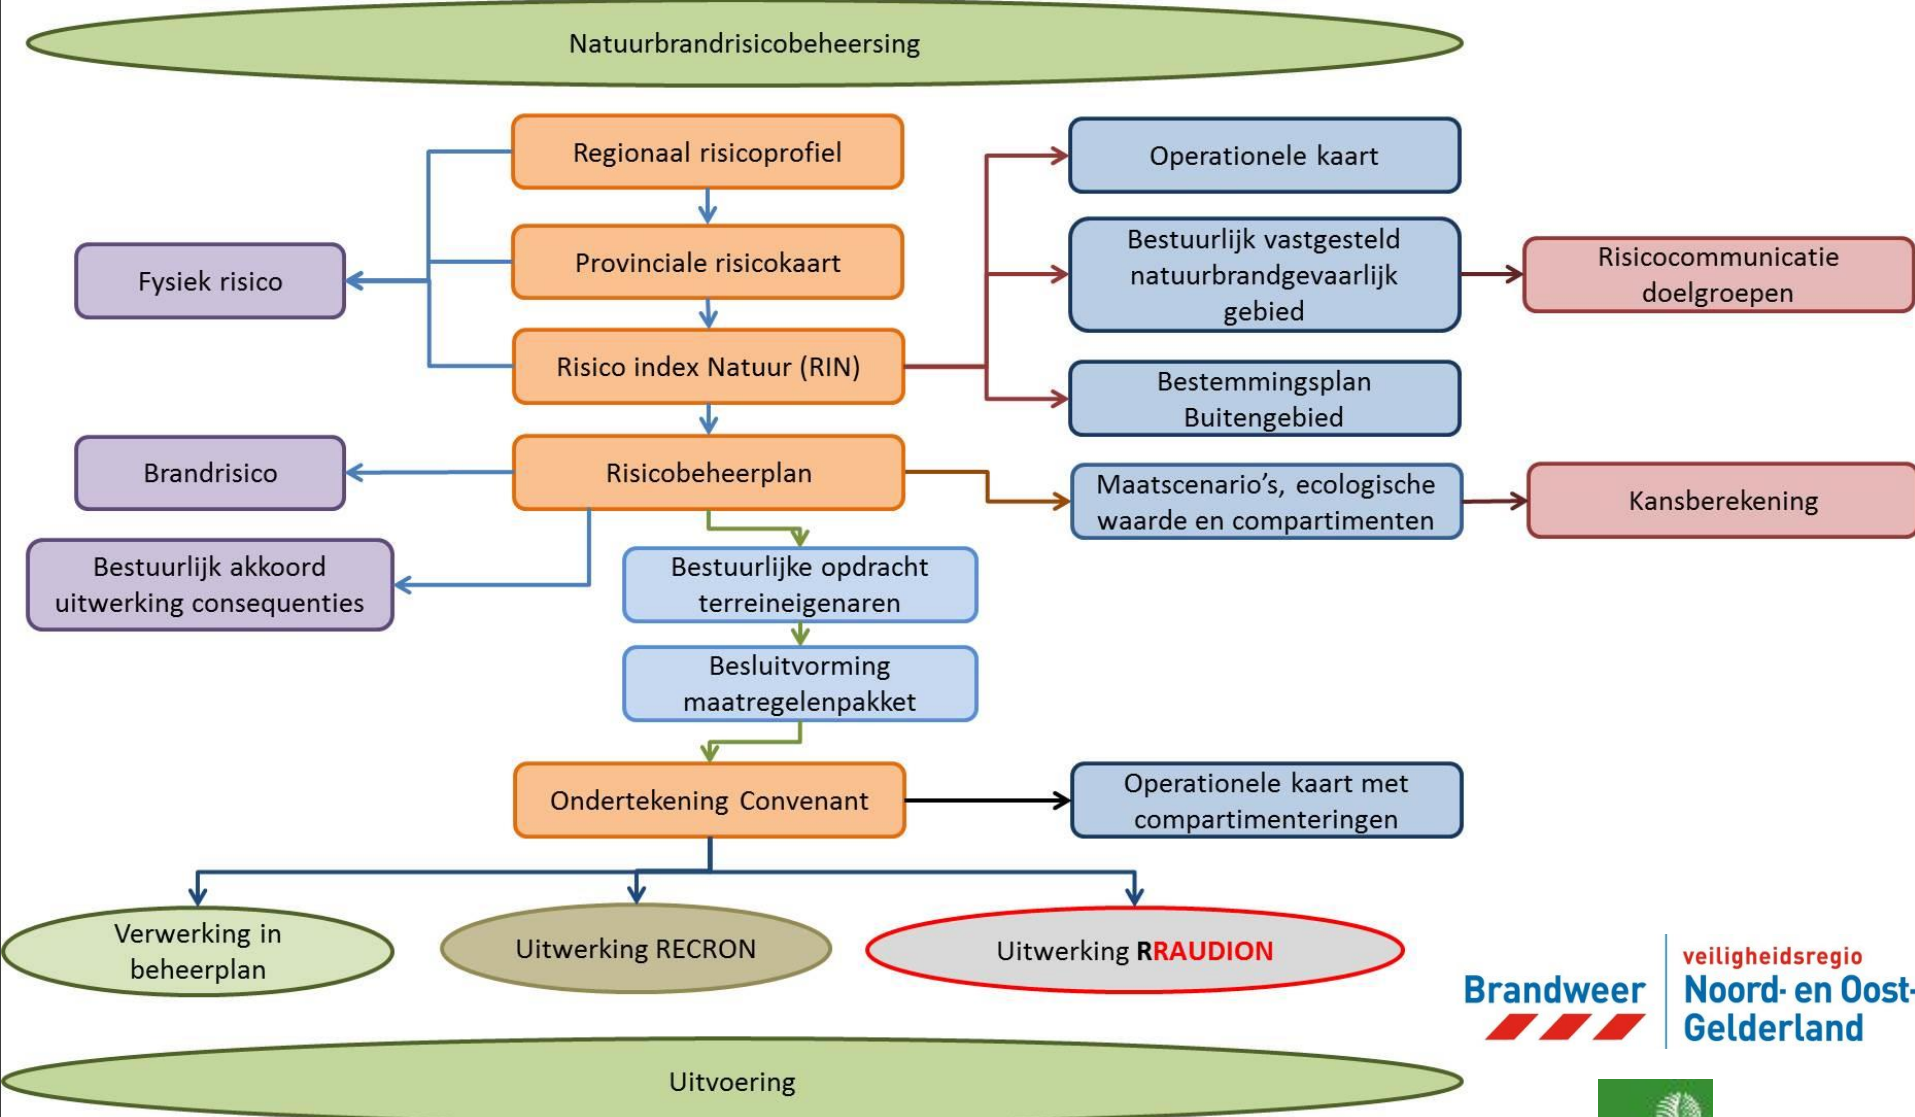 Natuurbrandrisicobeheersing
Regionaal risicoprofiel
Operationele kaart
Provinciale risicokaart
Fysiek risico
Bestuurlijk vastgesteld
natuurbrandgevaarlijk
gebied
Risicocommunicatie
doelgroepen
Risico index Natuur (RIN)
Bestemmingsplan
Buitengebied
Brandrisico
Risicobeheerplan
Maatscenario's, ecologische
waarde en compartimenten
Kansberekening
Bestuurlijk akkoord
uitwerking consequenties
Bestuurlijke opdracht
terreineigenaren
Besluitvorming
maatregelenpakket
Ondertekening Convenant
Operationele kaart met
compartimenteringen
Verwerking in
beheerplan
Uitwerking RECRON
Uitwerking RRAUDION
Brandweer
veiligheidsregio
Noord- en Oost-
Gelderland
Uitvoering